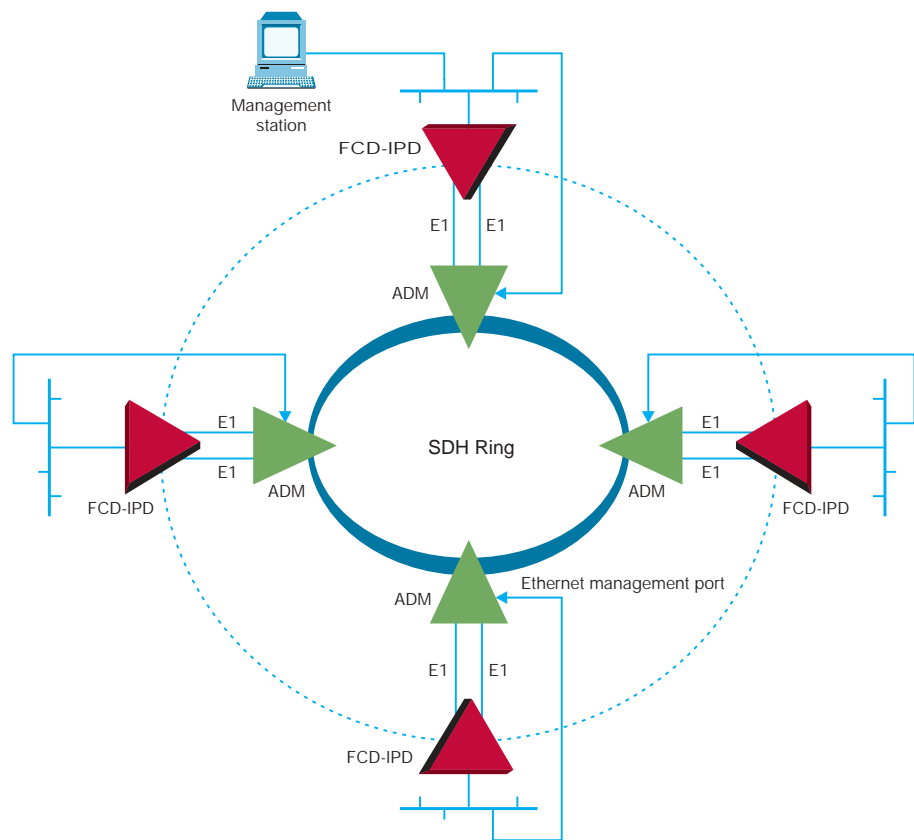 Management
station
FCD-IPD
E1
E1
ADM
E1
E1
ADM
FCD-IPD
SDH Ring
E1
E1
ADM
FCD-IPD
Ethernet management port
ADM
E1
E1
FCD-IPD